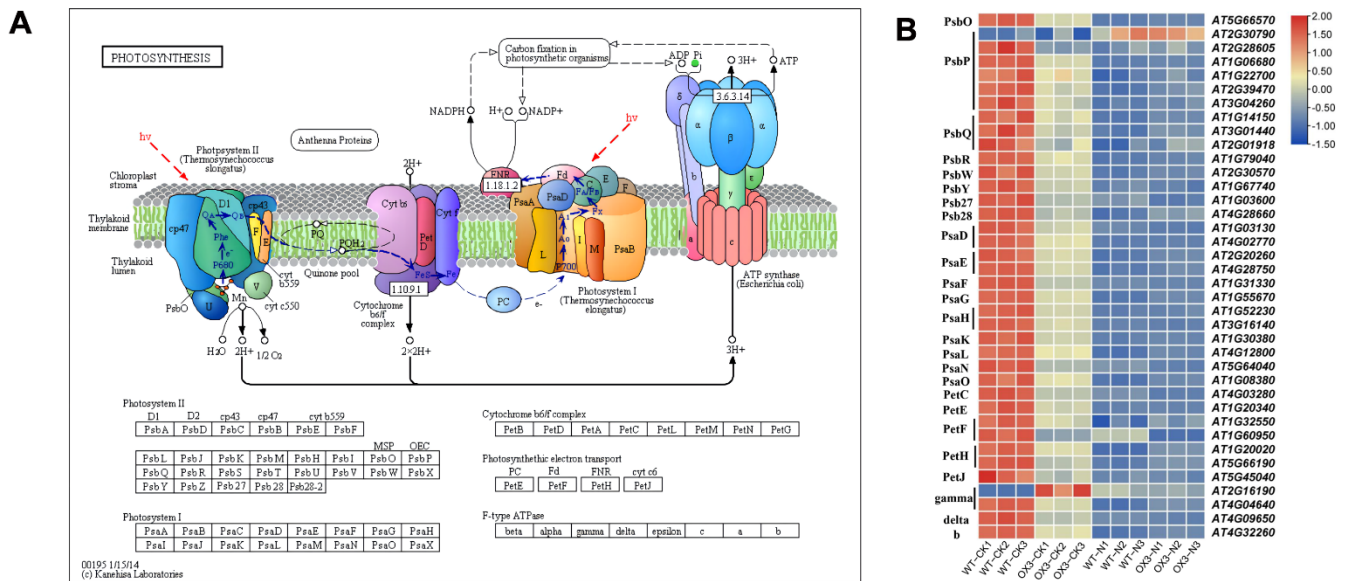 A
PHOTOSYNTHESIS
Carbon fixation in
photosynthetic organisms
ADP Pi
3H+
ATP
NADPH
H+
NADP+
hν
hν
Anthenna Proteins
Photpsystem II
(Thermosynechococcus
elongatus)
2H+
3.6.3.14
δ
α
β
α
FNR
1.18.1.2
Fd
Chloroplast
stroma
Thylakoid
membrane
Thylakoid
lumen
D1
cp43
QA
QB
cp47
F
E
Phe
e-
P680
cyt
b559
PQ
PQH2
Quinone pool
Cyt b6
Pet
D
Cyt f
FeS
Fe
PsaA
PsaD
C
E
F
FA/FB
FX
A1
A0
P700
L
I
M
PsaB
b
a
γ
ε
c
PsbO
U
V
Mn
cyt c550
Cytochrome
b6/f
complex
1.10.9.1
PC
e-
Photosystem I
(Thermosynechococcus
elongatus)
ATP synthase
(Escherichia coli)
H2O
2H+
1/2 O2
2×2H+
3H+
Photosystem II
D1 D2 cp43 cp47 cyt b559
PsbA PsbD PsbC PsbB PsbE PsbF
MSP OEC
PsbL PsbJ PsbK PsbM PsbH PsbI PsbO PsbP
PsbQ PsbR PsbS PsbT PsbU PsbV PsbW PsbX
PsbY PsbZ Psb27 Psb28 Psb28-2
Photosystem I
PsaA PsaB PsaC PsaD PsaE PsaF PsaG PsaH
PsaI PsaJ PsaK PsaL PsaM PsaN PsaO PsaX
Cytochrome b6/f complex
PetB PetD PetA PetC PetL PetM PetN PetG
Photosynthethic electron transport
PC Fd FNR cyt c6
PetE PetF PetH PetJ
F-type ATPase
beta alpha gamma delta epsilon c a b
00195 1/15/14
(c) Kanehisa Laboratories
B
PsbO AT5G66570
AT2G30790
AT2G28605
PsbP AT1G06680
AT1G22700
AT2G39470
AT3G04260
AT1G14150
PsbQ AT3G01440
AT2G01918
PsbR AT1G79040
PsbW AT2G30570
PsbY AT1G67740
Psb27 AT1G03600
Psb28 AT4G28660
PsaD AT1G03130
AT4G02770
PsaE AT2G20260
AT4G28750
PsaF AT1G31330
PsaG AT1G55670
PsaH AT1G52230
AT3G16140
PsaK AT1G30380
PsaL AT4G12800
PsaN AT5G64040
PsaO AT1G08380
PetC AT4G03280
PetE AT1G20340
PetF AT1G32550
AT1G60950
PetH AT1G20020
AT5G66190
PetJ AT5G45040
gamma AT2G16190
AT4G04640
delta AT4G09650
b AT4G32260
WT-CK1 WT-CK2 WT-CK3 OX3-CK1 OX3-CK2 OX3-CK3 WT-N1 WT-N2 WT-N3 OX3-N1 OX3-N2 OX3-N3
2.00
1.50
1.00
0.50
0.00
-0.50
-1.00
-1.50